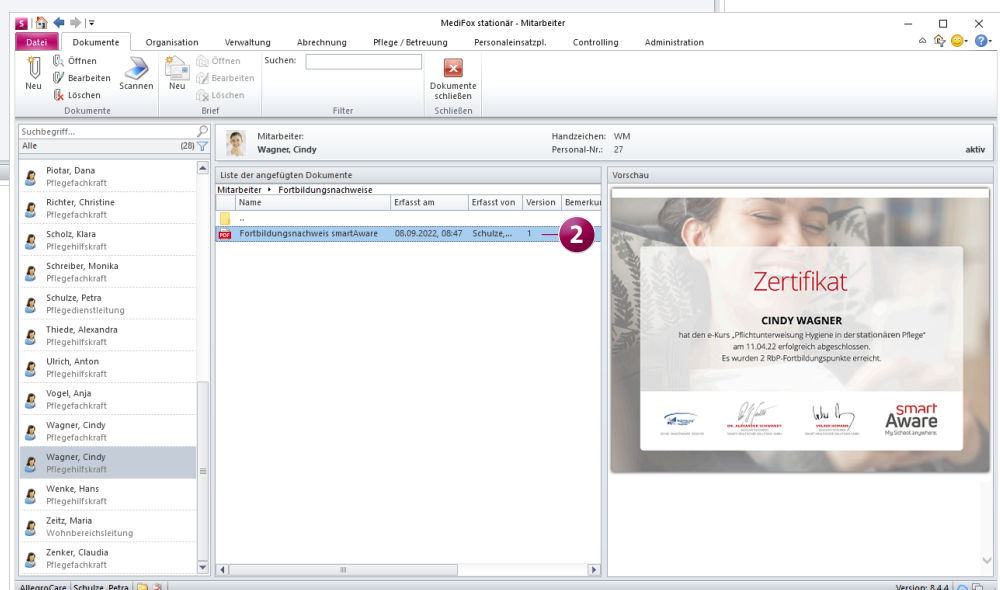 MediFox stationär - Mitarbeiter
Datei Dokumente Organisation Verwaltung Abrechnung Pflege / Betreuung Personaleinsatzpl. Controlling Administration
Neu
Öffnen
Bearbeiten
Löschen
Scannen
Dokumente
Neu
Öffnen
Bearbeiten
Löschen
Brief
Suchen:
Filter
Dokumente
schließen
Schließen
Suchbegriff...
Alle (28)
Piotar, Dana
Pflegefachkraft
Richter, Christine
Pflegefachkraft
Scholz, Klara
Pflegehilfskraft
Schreiber, Monika
Pflegefachkraft
Schulze, Petra
Pflegedienstleitung
Thiede, Alexandra
Pflegehilfskraft
Ulrich, Anton
Pflegehilfskraft
Vogel, Anja
Pflegefachkraft
Wagner, Cindy
Pflegefachkraft
Wagner, Cindy
Pflegehilfskraft
Wenke, Hans
Pflegehilfskraft
Zeitz, Maria
Wohnbereichsleitung
Zenker, Claudia
Pflegefachkraft
Mitarbeiter:
Wagner, Cindy
Handzeichen: WM
Personal-Nr.: 27
aktiv
Liste der angefügten Dokumente
Mitarbeiter Fortbildungsnachweise
Name Erfasst am Erfasst von Version Bemerku
..
PDF Fortbildungsnachweis smartAware 08.09.2022, 08:47 Schulze,... 1
2
Vorschau
Zertifikat
CINDY WAGNER
hat den e-Kurs „Pflichtunterweisung Hygiene in der stationären Pflege“
am 11.04.22 erfolgreich abgeschlossen.
Es wurden 2 RbP-Fortbildungspunkte erreicht.
smart
Aware
My School anywhere.
AllegroCare Schulze, Petra
Version: 8.4.4